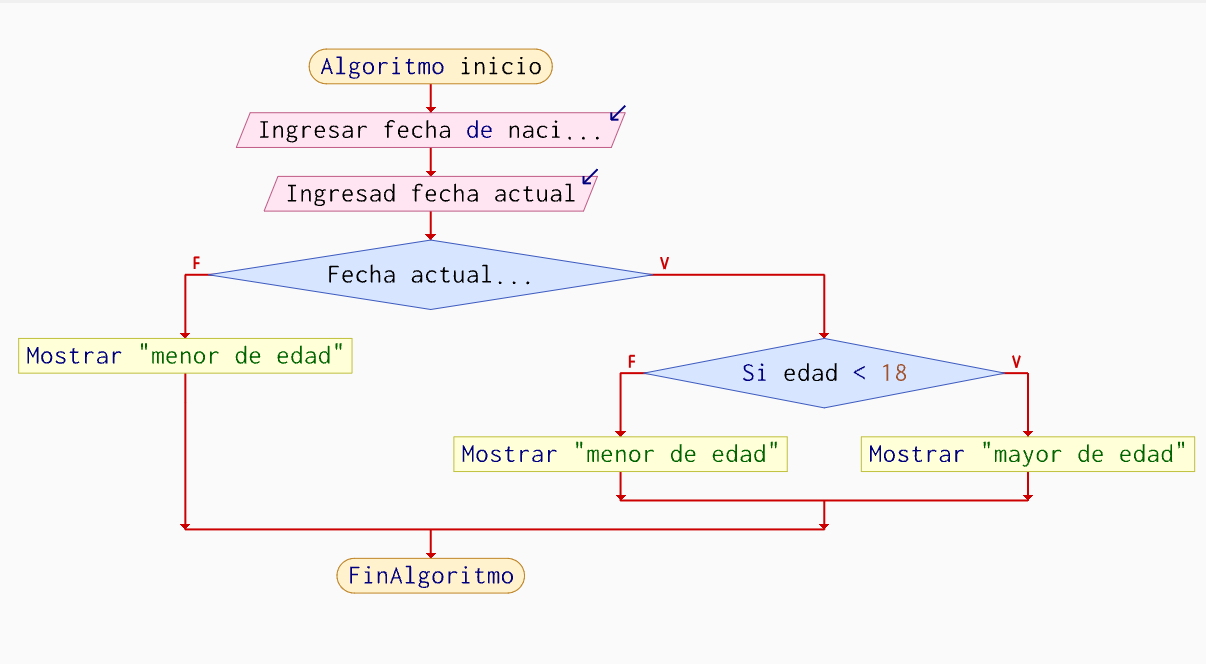 Algoritmo inicio
Ingresar fecha de naci...
Ingresad fecha actual
F
V
Fecha actual...
Mostrar "menor de edad"
F
V
Si edad < 18
Mostrar "menor de edad"
Mostrar "mayor de edad"
FinAlgoritmo